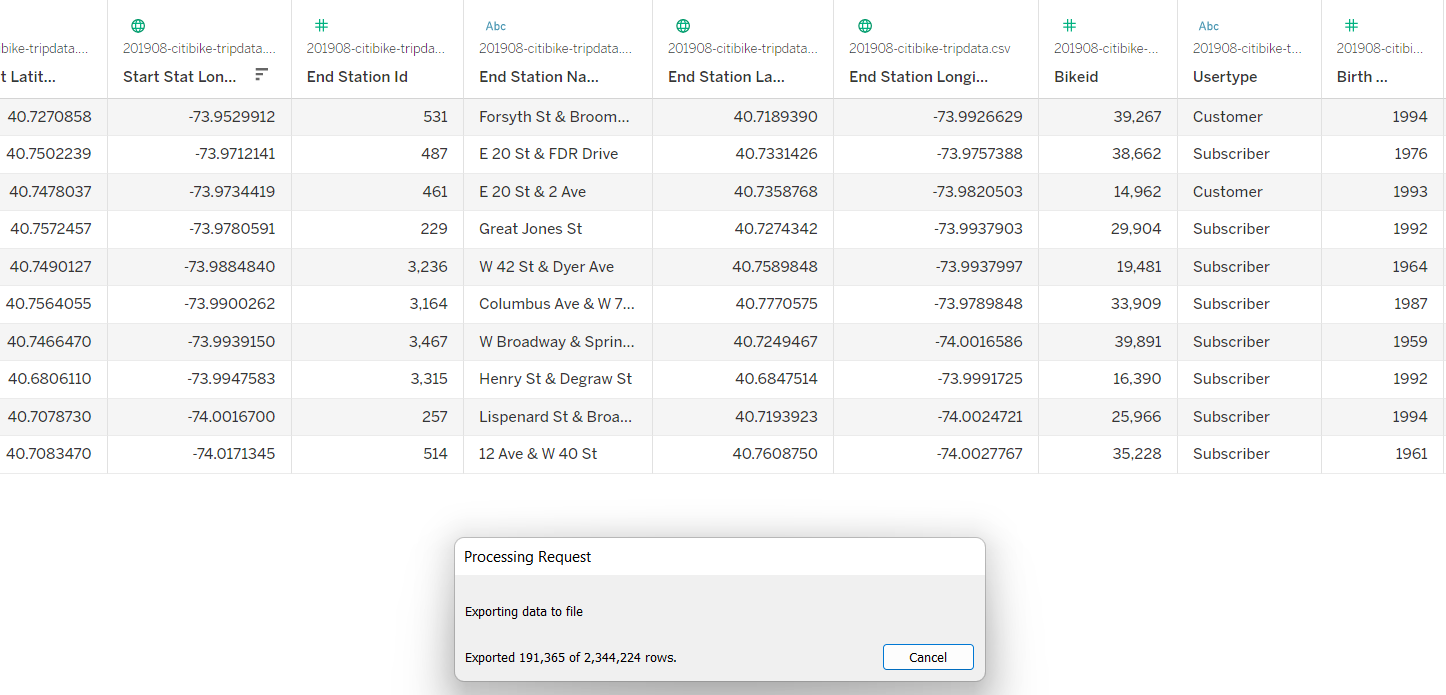 Abc Abc
bike-tripdata... 201908-citibike-tripdata.... 201908-citibike-tripda... 201908-citibike-tripdata.... 201908-citibike-tripdata... 201908-citibike-tripdata.csv 201908-citibike-... 201908-citibike-t... 201908-citibi...
t Latit... Start Stat Lon... End Station Id End Station Na... End Station La... End Station Longi... Bikeid Usertype Birth ...
40.7270858 -73.9529912 531 Forsyth St & Broom... 40.7189390 -73.9926629 39,267 Customer 1994
40.7502239 -73.9712141 487 E 20 St & FDR Drive 40.7331426 -73.9757388 38,662 Subscriber 1976
40.7478037 -73.9734419 461 E 20 St & 2 Ave 40.7358768 -73.9820503 14,962 Customer 1993
40.7572457 -73.9780591 229 Great Jones St 40.7274342 -73.9937903 29,904 Subscriber 1992
40.7490127 -73.9884840 3,236 W 42 St & Dyer Ave 40.7589848 -73.9937997 19,481 Subscriber 1964
40.7564055 -73.9900262 3,164 Columbus Ave & W 7... 40.7770575 -73.9789848 33,909 Subscriber 1987
40.7466470 -73.9939150 3,467 W Broadway & Sprin... 40.7249467 -74.0016586 39,891 Subscriber 1959
40.6806110 -73.9947583 3,315 Henry St & Degraw St 40.6847514 -73.9991725 16,390 Subscriber 1992
40.7078730 -74.0016700 257 Lispenard St & Broa... 40.7193923 -74.0024721 25,966 Subscriber 1994
40.7083470 -74.0171345 514 12 Ave & W 40 St 40.7608750 -74.0027767 35,228 Subscriber 1961
Processing Request
Exporting data to file
Exported 191,365 of 2,344,224 rows. Cancel